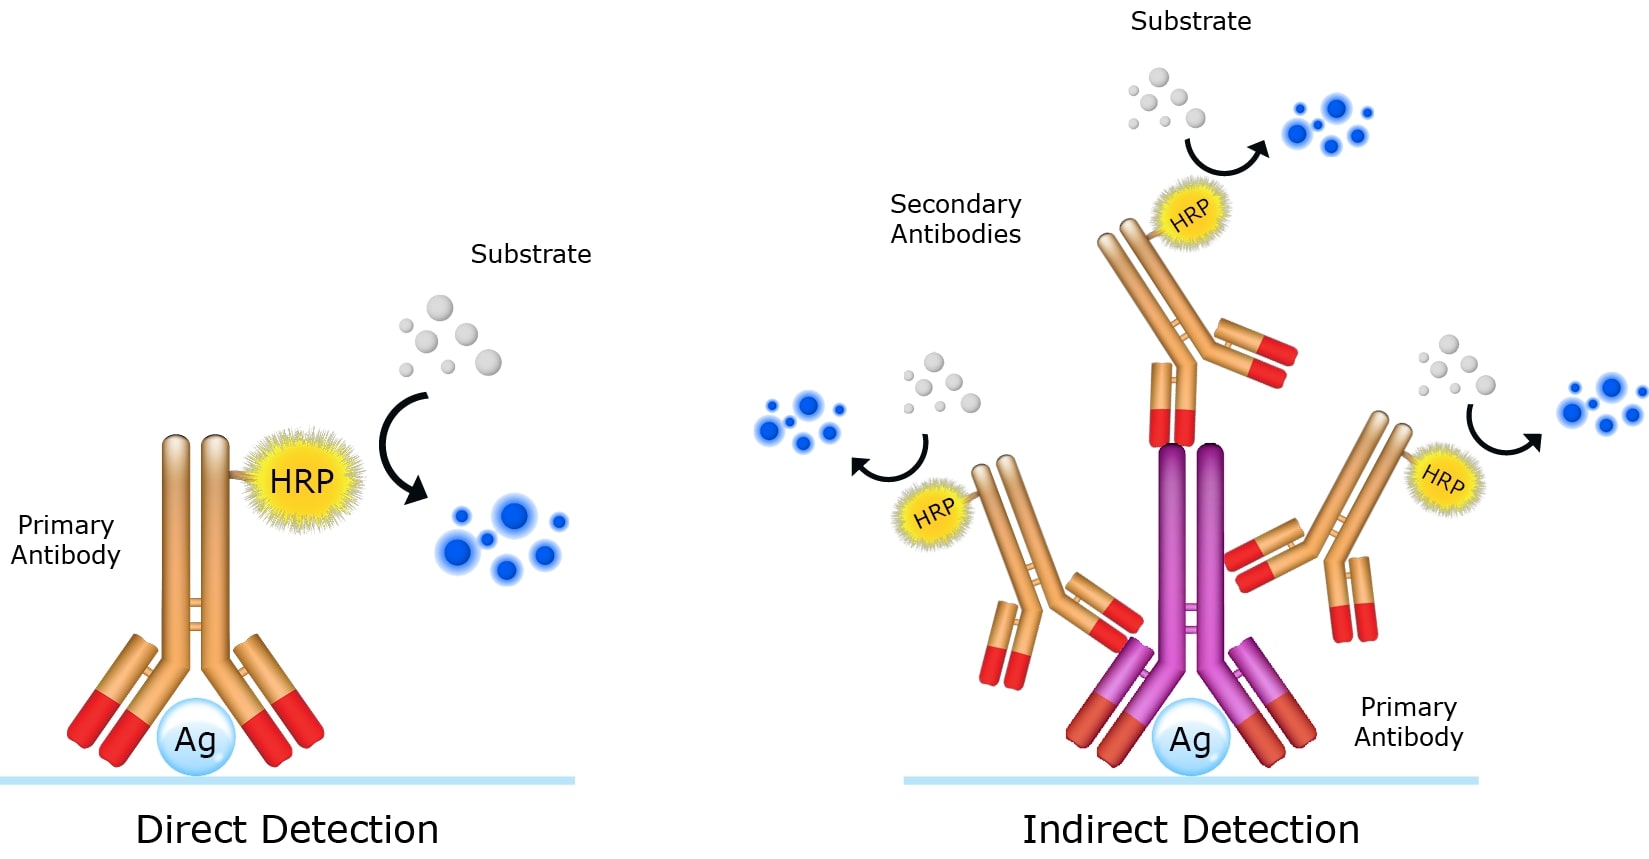 Substrate
HRP
Primary
Antibody
Ag
Direct Detection
Substrate
HRP
Secondary
Antibodies
HRP
HRP
Primary
Antibody
Ag
Indirect Detection